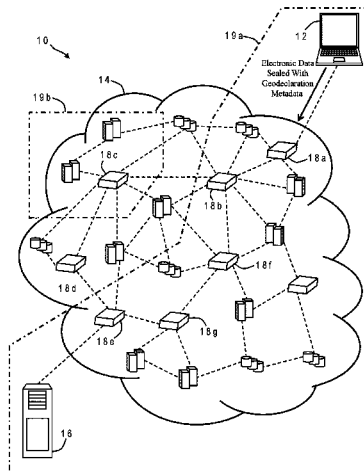 19a
12
10
Electronic Data
Sealed With
Geodeclaration
Metadata
14
19b
18c
18a
18b
18d
18f
18e
18g
16